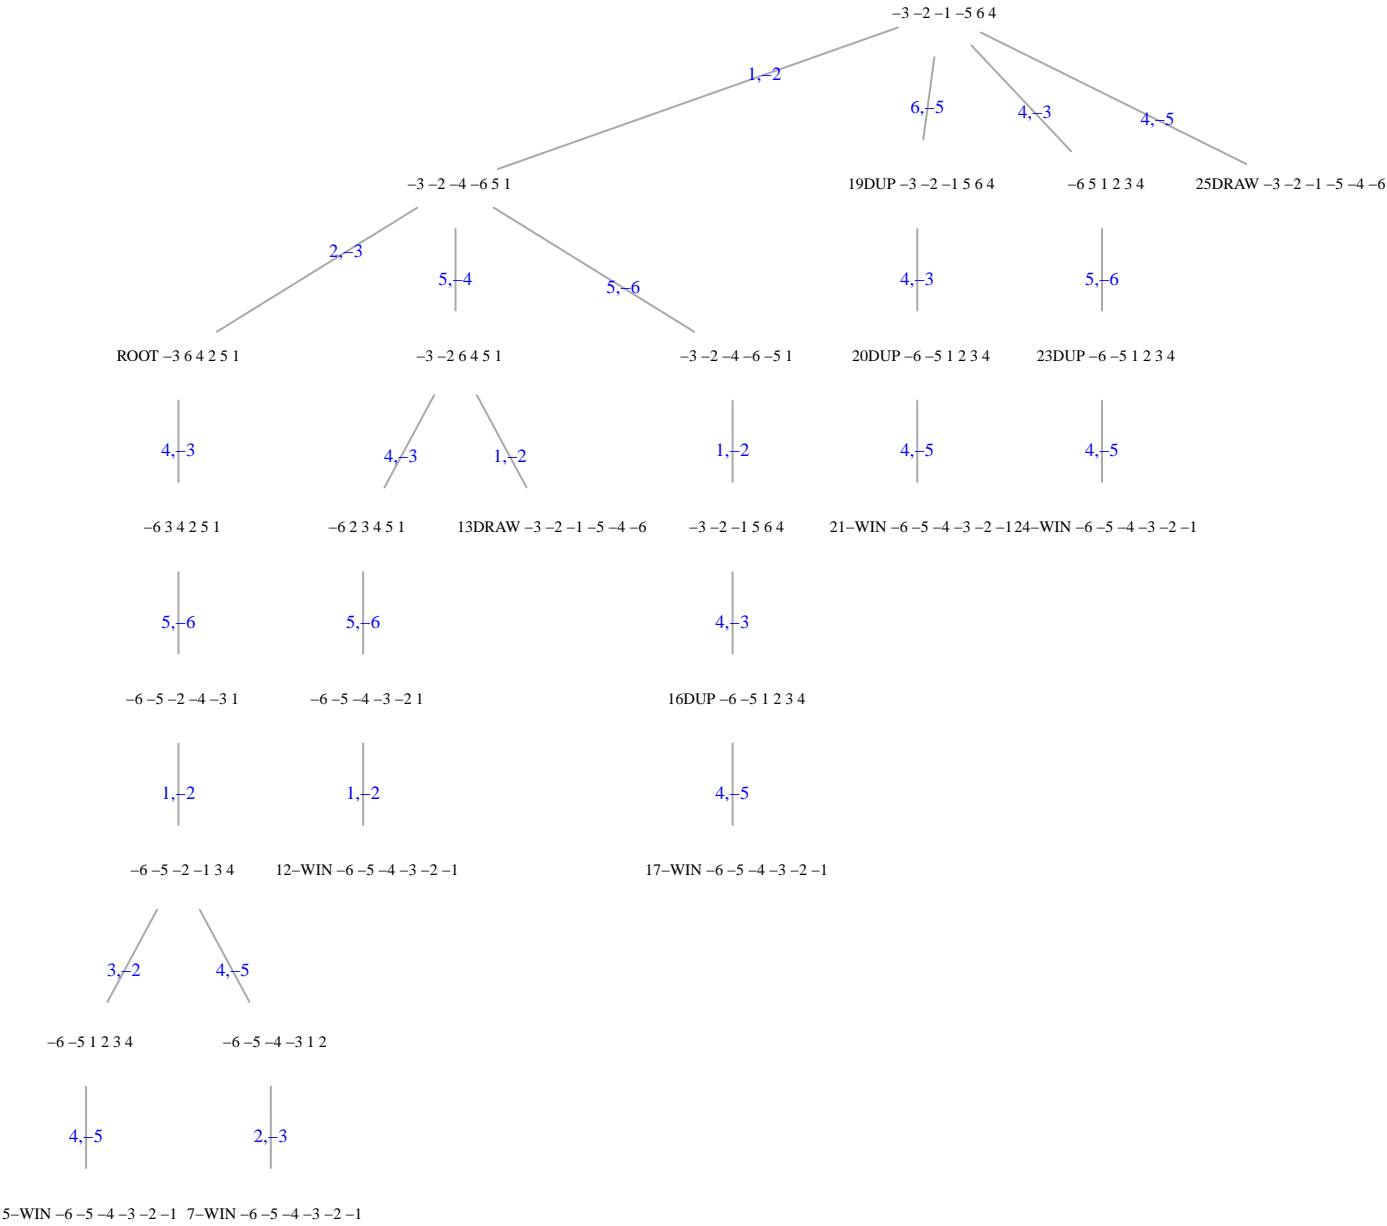 –3 –2 –1 –5 6 4
1,–2
6,–5
4,–3
4,–5
–3 –2 –4 –6 5 1
19DUP –3 –2 –1 5 6 4
–6 5 1 2 3 4
25DRAW –3 –2 –1 –5 –4 –6
2,–3
5,–4
5,–6
4,–3
5,–6
ROOT –3 6 4 2 5 1
–3 –2 6 4 5 1
–3 –2 –4 –6 –5 1
20DUP –6 –5 1 2 3 4
23DUP –6 –5 1 2 3 4
4,–3
4,–3
1,–2
1,–2
4,–5
4,–5
–6 3 4 2 5 1
–6 2 3 4 5 1
13DRAW –3 –2 –1 –5 –4 –6
–3 –2 –1 5 6 4
21–WIN –6 –5 –4 –3 –2 –1
24–WIN –6 –5 –4 –3 –2 –1
5,–6
5,–6
4,–3
–6 –5 –2 –4 –3 1
–6 –5 –4 –3 –2 1
16DUP –6 –5 1 2 3 4
1,–2
1,–2
4,–5
–6 –5 –2 –1 3 4
12–WIN –6 –5 –4 –3 –2 –1
17–WIN –6 –5 –4 –3 –2 –1
3,–2
4,–5
–6 –5 1 2 3 4
–6 –5 –4 –3 1 2
4,–5
2,–3
5–WIN –6 –5 –4 –3 –2 –1
7–WIN –6 –5 –4 –3 –2 –1